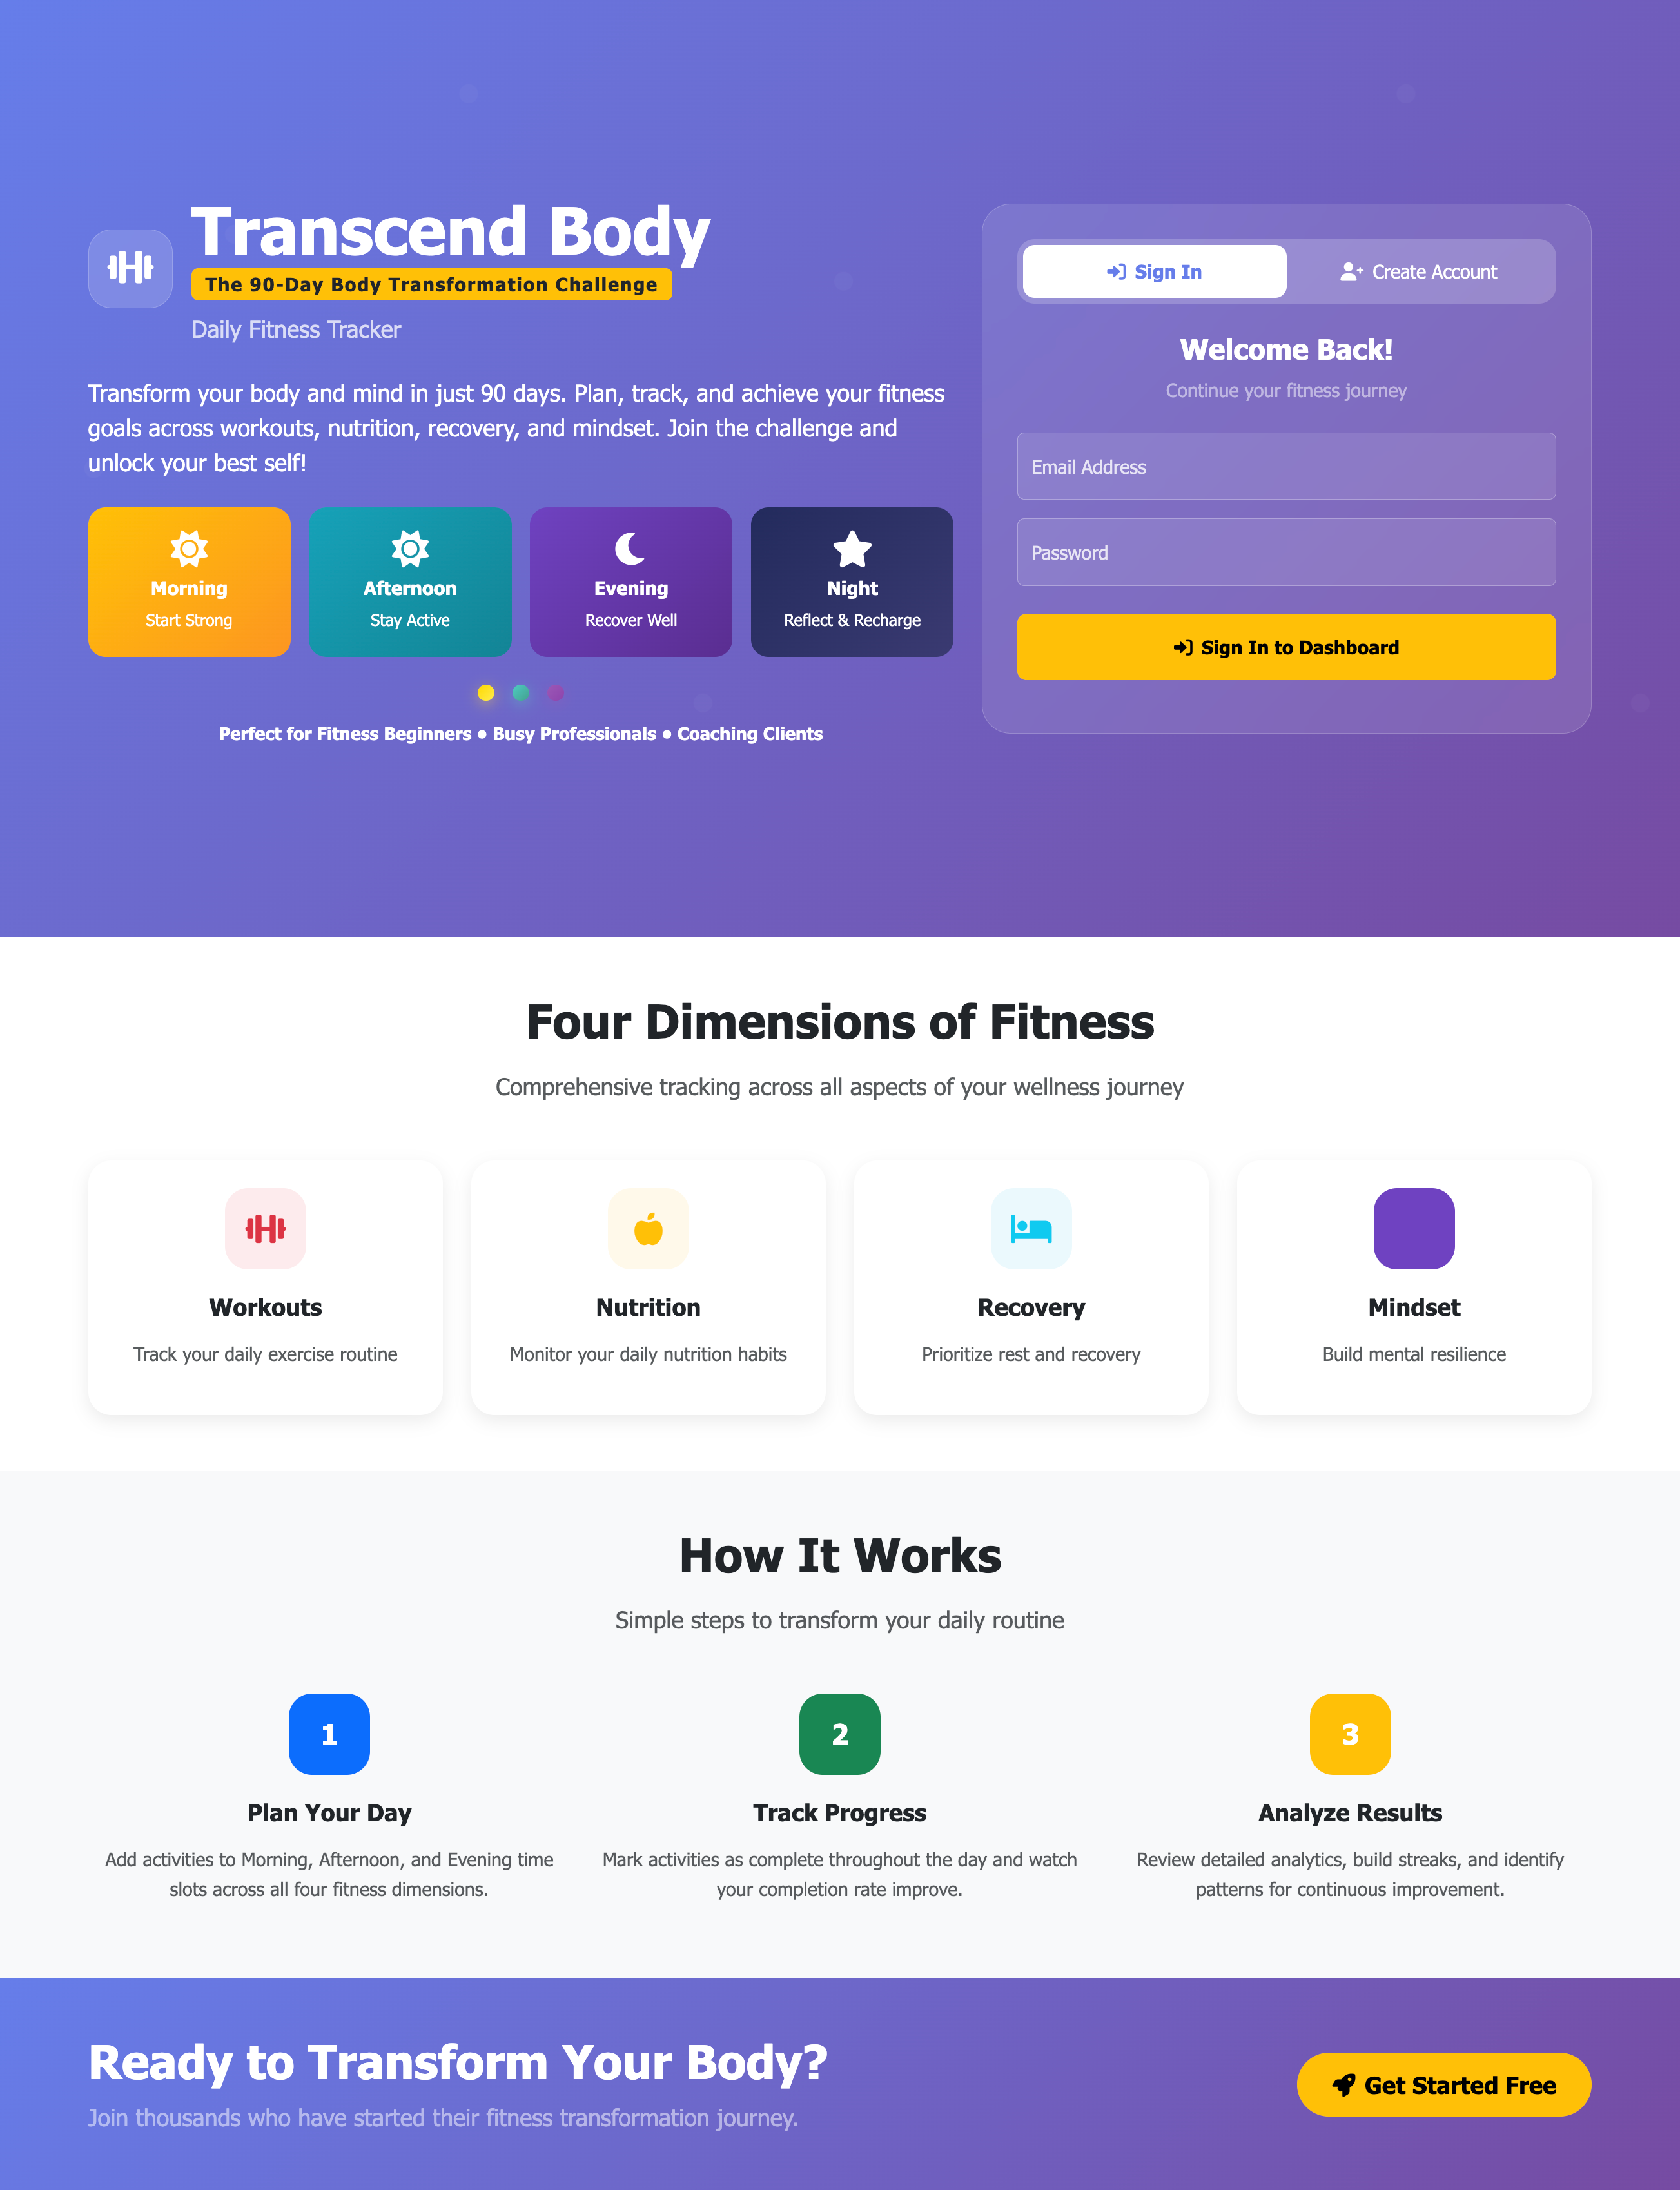 Transcend Body
The 90-Day Body Transformation Challenge
Daily Fitness Tracker
Transform your body and mind in just 90 days. Plan, track, and achieve your fitness
goals across workouts, nutrition, recovery, and mindset. Join the challenge and
unlock your best self!
Morning
Start Strong
Afternoon
Stay Active
Evening
Recover Well
Night
Reflect & Recharge
Perfect for Fitness Beginners ● Busy Professionals ● Coaching Clients
Sign In
Create Account
Welcome Back!
Continue your fitness journey
Email Address
Password
Sign In to Dashboard
Four Dimensions of Fitness
Comprehensive tracking across all aspects of your wellness journey
Workouts
Track your daily exercise routine
Nutrition
Monitor your daily nutrition habits
Recovery
Prioritize rest and recovery
Mindset
Build mental resilience
How It Works
Simple steps to transform your daily routine
1
Plan Your Day
Add activities to Morning, Afternoon, and Evening time
slots across all four fitness dimensions.
2
Track Progress
Mark activities as complete throughout the day and watch
your completion rate improve.
3
Analyze Results
Review detailed analytics, build streaks, and identify
patterns for continuous improvement.
Ready to Transform Your Body?
Join thousands who have started their fitness transformation journey.
Get Started Free